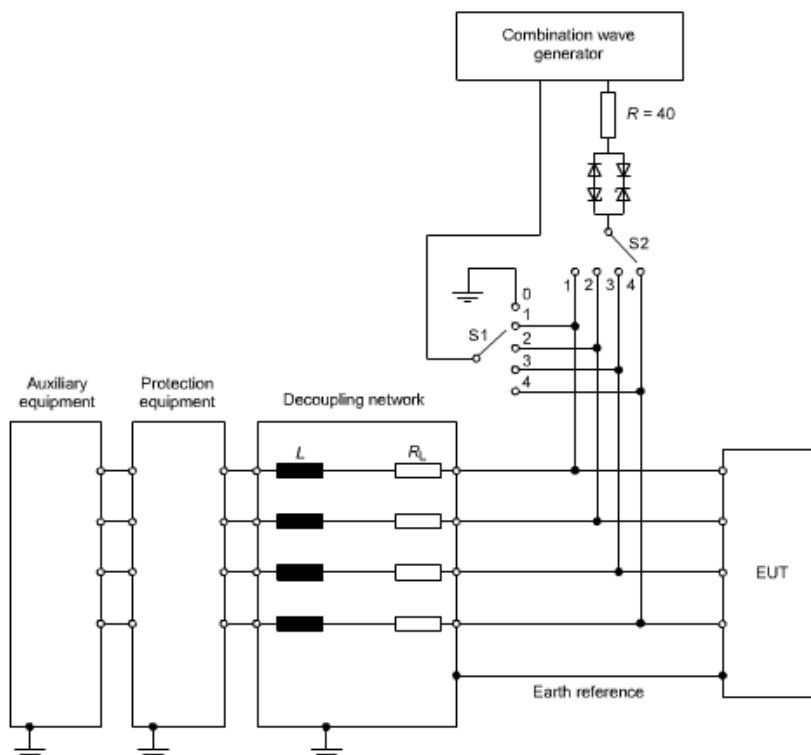 Combination wave
generator
R = 40
S2
1
2
3
4
0
1
S1
2
3
4
Auxiliary
equipment
Protection
equipment
Decoupling network
L
RL
EUT
Earth reference